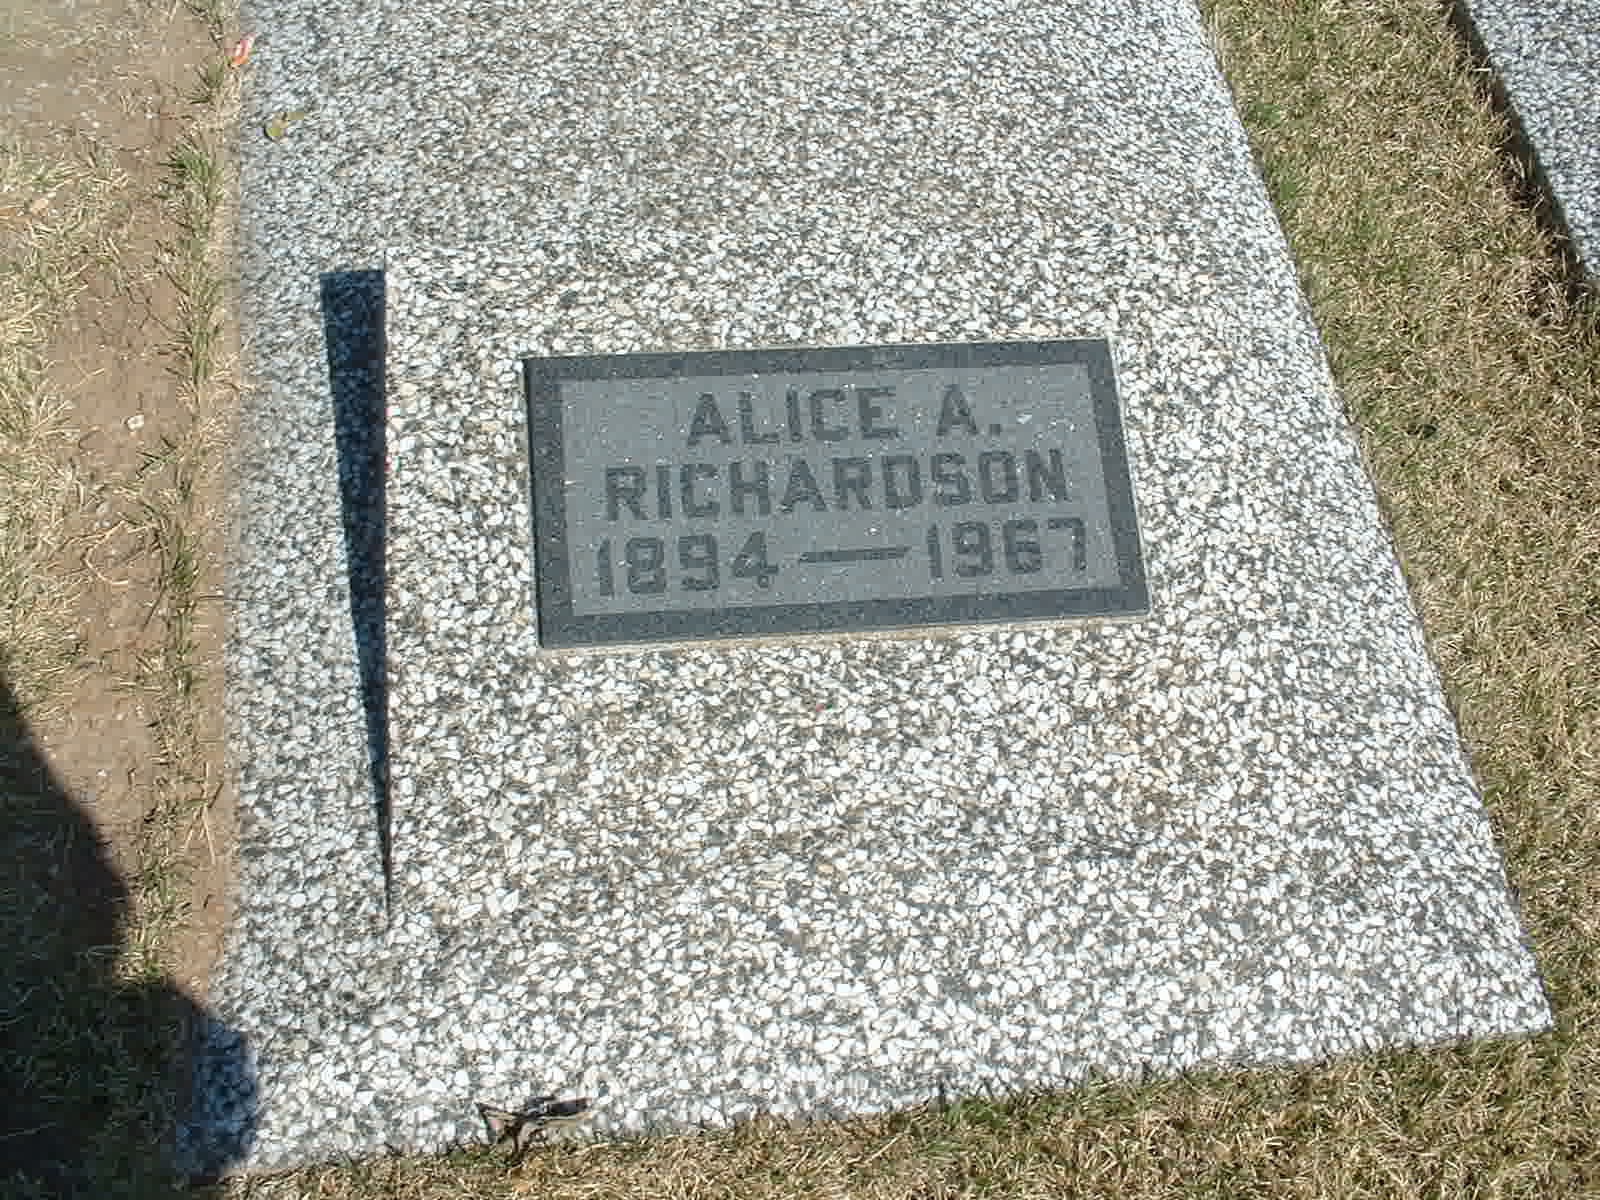 ALICE A.
RICHARDSON
1894 — 1967